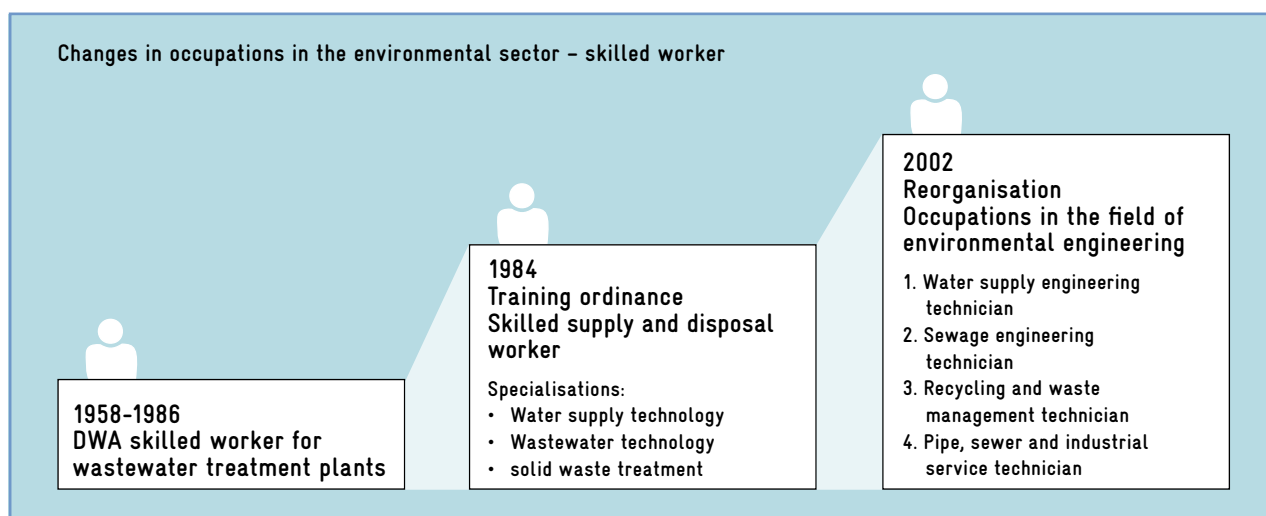 Changes in occupations in the environmental sector – skilled worker
1958-1986
DWA skilled worker for
wastewater treatment plants
1984
Training ordinance
Skilled supply and disposal
worker
Specialisations:
• Water supply technology
• Wastewater technology
• solid waste treatment
2002
Reorganisation
Occupations in the field of
environmental engineering
1. Water supply engineering
technician
2. Sewage engineering
technician
3. Recycling and waste
management technician
4. Pipe, sewer and industrial
service technician